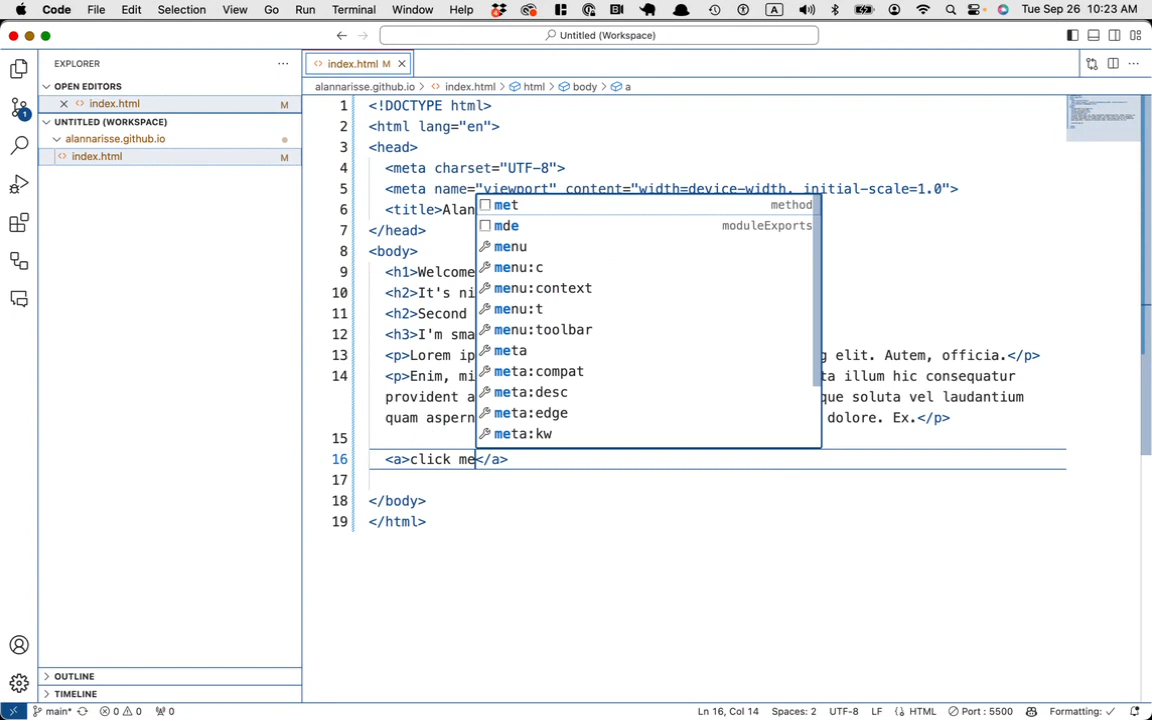 Code File Edit Selection View Go Run Terminal Window Help A Tue Sep 26 10:23 AM
Untitled (Workspace)
EXPLORER
index.html M
OPEN EDITORS
alannarisse.github.io index.html html body a
index.html M
UNTITLED (WORKSPACE)
alannarisse.github.io
index.html M
1
1 <!DOCTYPE html>
2 <html lang="en">
3 <head>
4 <meta charset="UTF-8">
5 <meta name="viewport" content="width=device-width, initial-scale=1.0">
6 <title>Alan
7 </head>
8 <body>
9 <h1>Welcome
10 <h2>It's ni
11 <h2>Second
12 <h3>I'm sma
13 <p>Lorem ip g elit. Autem, officia.</p>
14 <p>Enim, mi ta illum hic consequatur
provident a que soluta vel laudantium
quam aspern dolore. Ex.</p>
15
16 <a>click me</a>
17
18 </body>
19 </html>
met method
mde moduleExports
menu
menu:c
menu:context
menu:t
menu:toolbar
meta
meta:compat
meta:desc
meta:edge
meta:kw
OUTLINE
TIMELINE
main* 0 0 0 Ln 16, Col 14 Spaces: 2 UTF-8 LF HTML Port : 5500 Formatting: